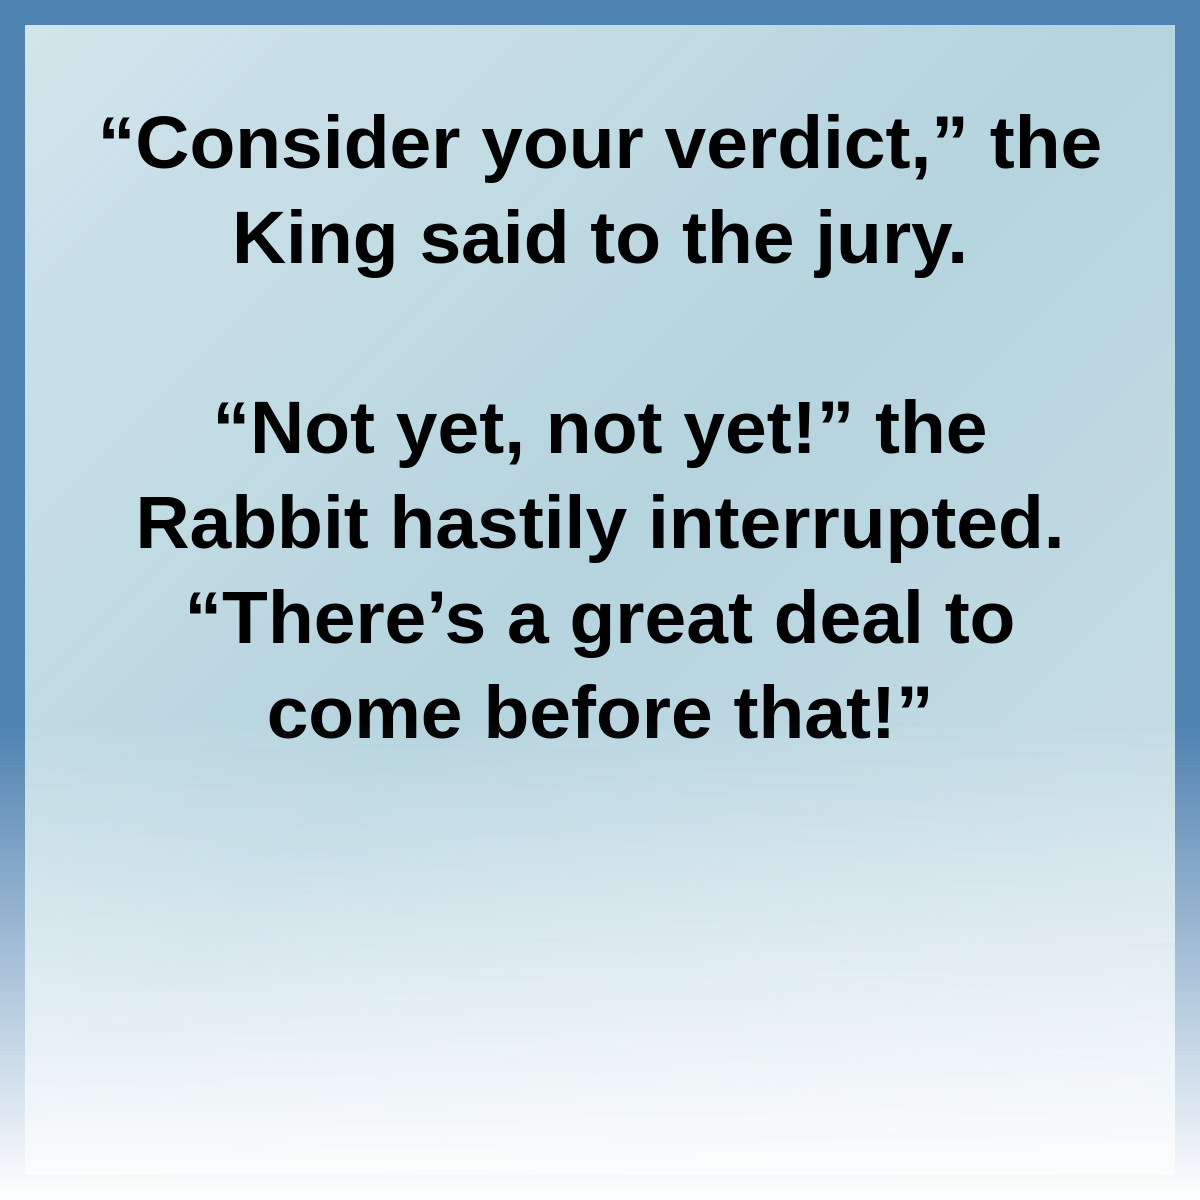 “Consider your verdict,” the
King said to the jury.
“Not yet, not yet!” the
Rabbit hastily interrupted.
“There’s a great deal to
come before that!”